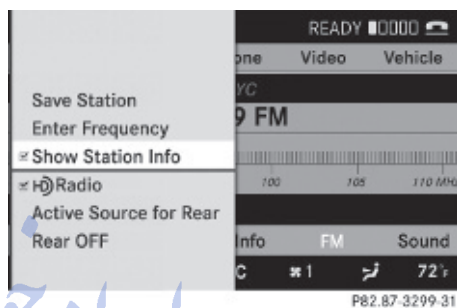 READY
one Video Vehicle
YC
Save Station
Enter Frequency
9 FM
Show Station Info
100 105 110 MHz
HD Radio
Active Source for Rear
Rear OFF
Info FM Sound
C 1 72°F
P82.87-3299-31